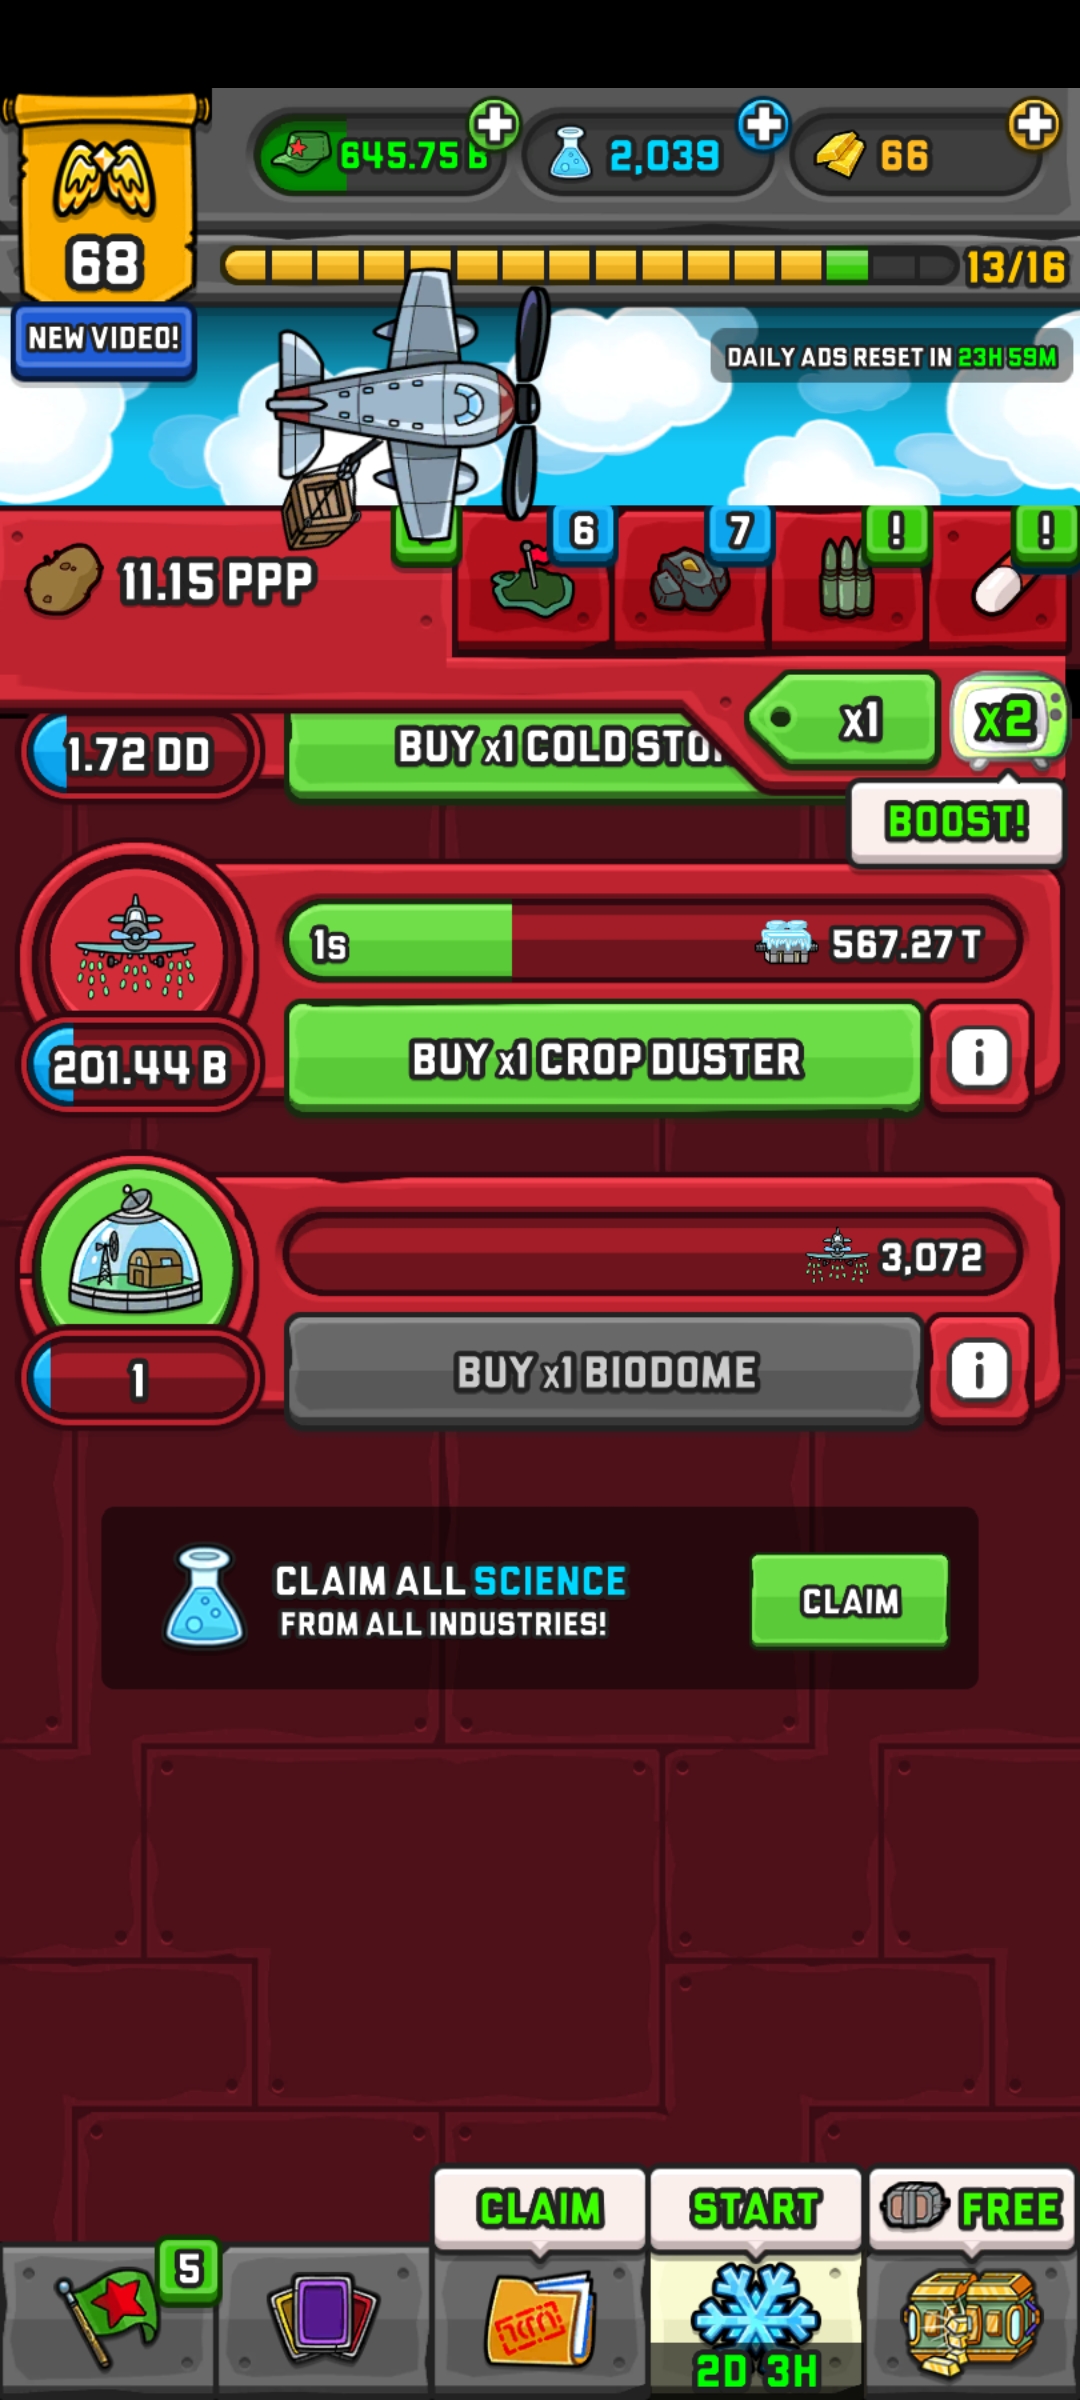 645.75 B
2,039
66
68
13/16
NEW VIDEO!
DAILY ADS RESET IN 23H 59M
11.15 PPP
6
7
!
!
x1
x2
1.72 DD
BUY x1 COLD STO
BOOST!
1s
567.27 T
201.44 B
BUY x1 CROP DUSTER
i
3,072
1
BUY x1 BIODOME
i
CLAIM ALL SCIENCE
FROM ALL INDUSTRIES!
CLAIM
CLAIM
START
FREE
5
2D 3H